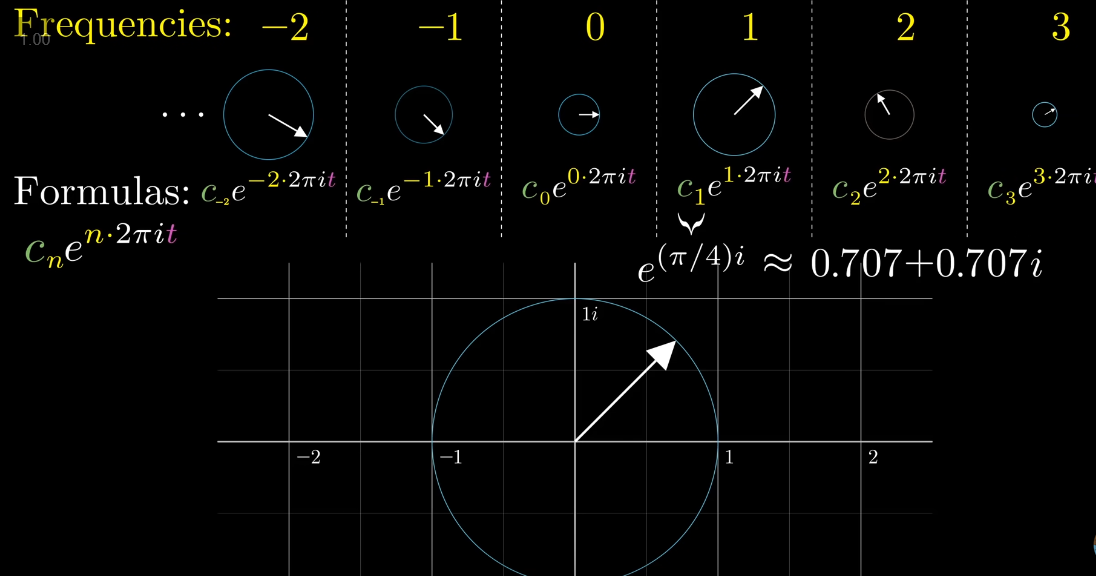 Frequencies: −2 −1 0 1 2 3
1.00
...
Formulas: c₋₂e^{−2·2πit} c₋₁e^{−1·2πit} c₀e^{0·2πit} c₁e^{1·2πit} c₂e^{2·2πit} c₃e^{3·2πi
cₙe^{n·2πit}
e^{(π/4)i} ≈ 0.707+0.707i
1i
−2 −1 1 2